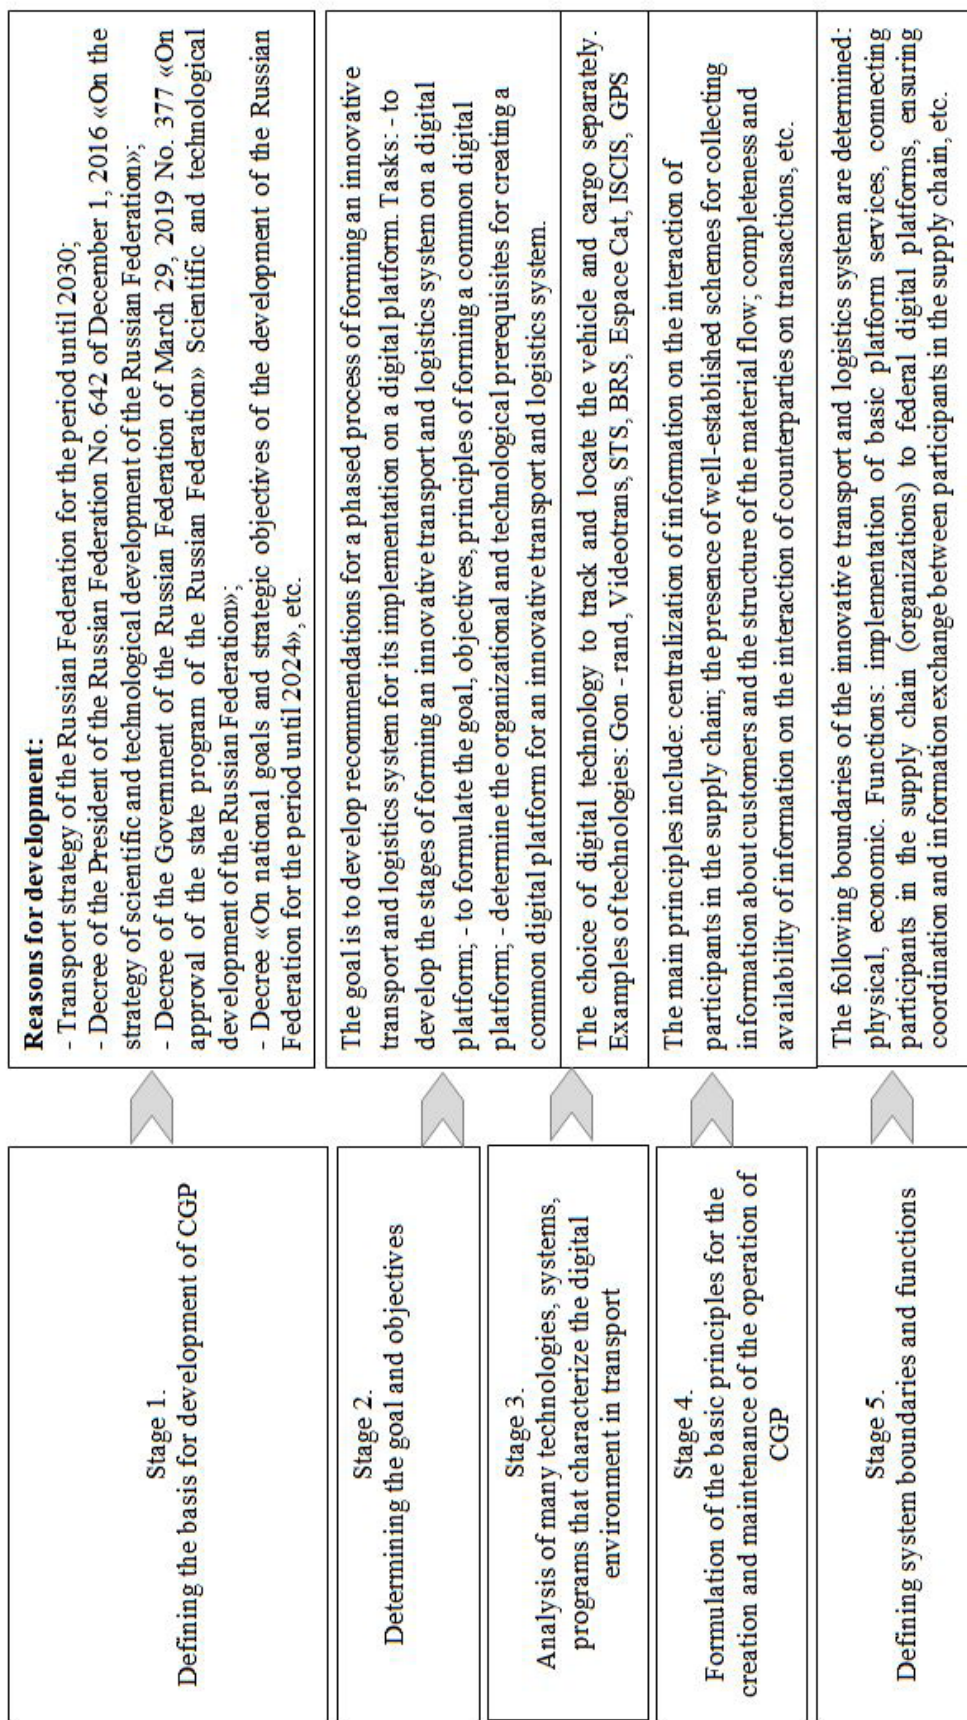 Stage 1.
Defining the basis for development of CGP
Reasons for development:
- Transport strategy of the Russian Federation for the period until 2030;
- Decree of the President of the Russian Federation No. 642 of December 1, 2016 «On the
strategy of scientific and technological development of the Russian Federation»;
- Decree of the Government of the Russian Federation of March 29, 2019 No. 377 «On
approval of the state program of the Russian Federation» Scientific and technological
development of the Russian Federation»;
- Decree «On national goals and strategic objectives of the development of the Russian
Federation for the period until 2024», etc.
Stage 2.
Determining the goal and objectives
The goal is to develop recommendations for a phased process of forming an innovative
transport and logistics system for its implementation on a digital platform. Tasks: - to
develop the stages of forming an innovative transport and logistics system on a digital
platform; - to formulate the goal, objectives, principles of forming a common digital
platform; - determine the organizational and technological prerequisites for creating a
common digital platform for an innovative transport and logistics system.
Stage 3.
Analysis of many technologies, systems,
programs that characterize the digital
environment in transport
The choice of digital technology to track and locate the vehicle and cargo separately.
Examples of technologies: Gon - rand, Videotrans, STS, BRS, Espace Cat, ISCIS, GPS
Stage 4.
Formulation of the basic principles for the
creation and maintenance of the operation of
CGP
The main principles include: centralization of information on the interaction of
participants in the supply chain; the presence of well-established schemes for collecting
information about customers and the structure of the material flow; completeness and
availability of information on the interaction of counterparties on transactions, etc.
Stage 5.
Defining system boundaries and functions
The following boundaries of the innovative transport and logistics system are determined:
physical, economic. Functions: implementation of basic platform services, connecting
participants in the supply chain (organizations) to federal digital platforms, ensuring
coordination and information exchange between participants in the supply chain, etc.